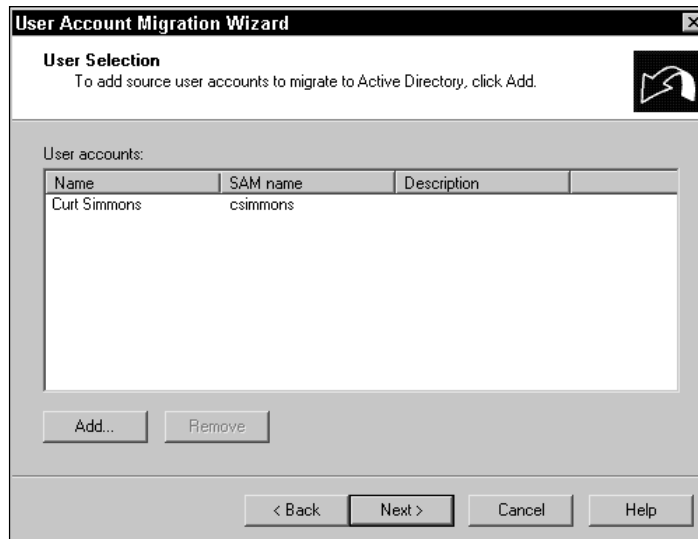 User Account Migration Wizard
User Selection
To add source user accounts to migrate to Active Directory, click Add.
User accounts:
Name SAM name Description
Curt Simmons csimmons
Add... Remove
< Back Next > Cancel Help